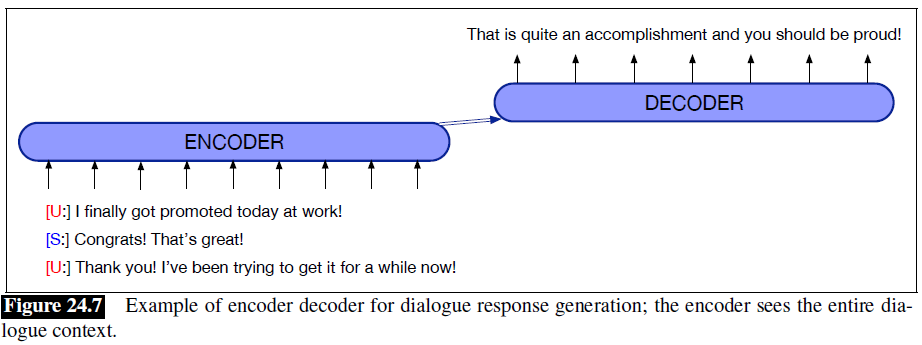 That is quite an accomplishment and you should be proud!
DECODER
ENCODER
[U:] I finally got promoted today at work!
[S:] Congrats! That's great!
[U:] Thank you! I've been trying to get it for a while now!
Figure 24.7 Example of encoder decoder for dialogue response generation; the encoder sees the entire dia-
logue context.